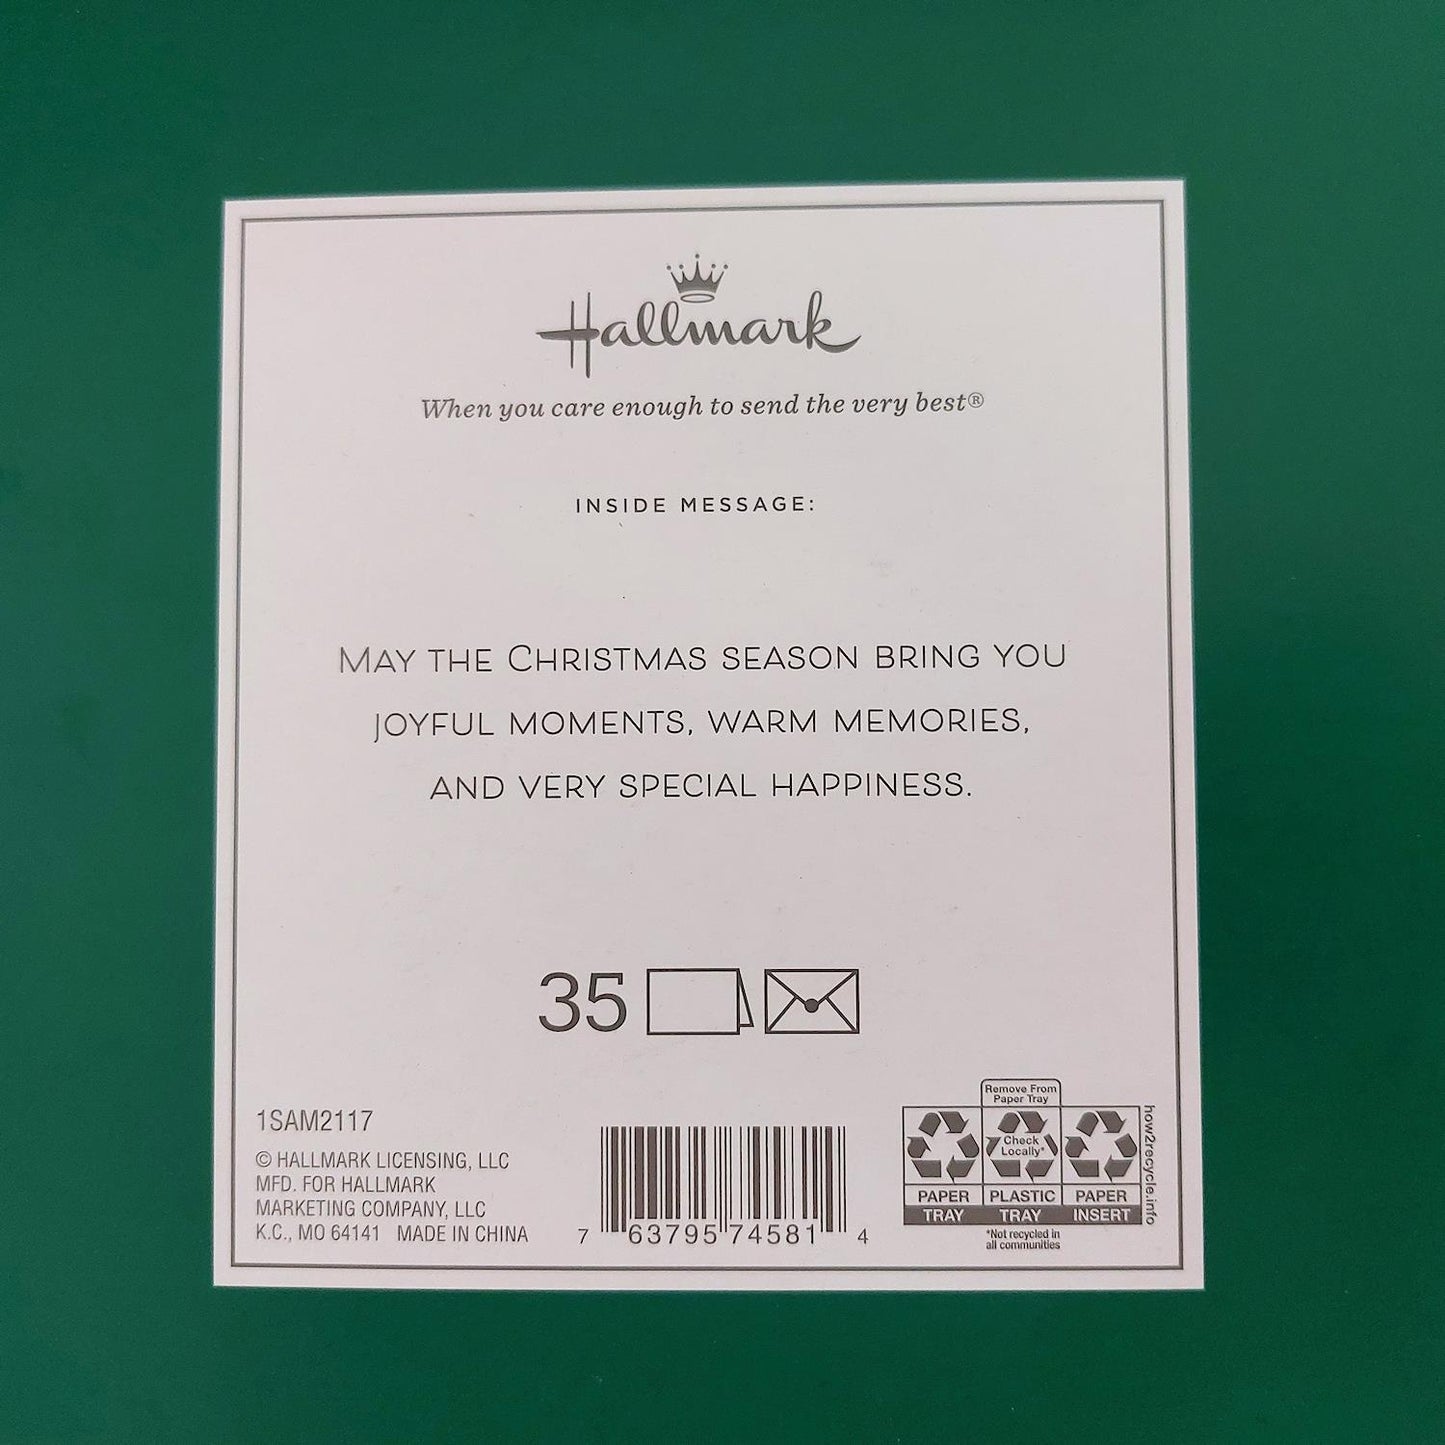 Hallmark
When you care enough to send the very best®
INSIDE MESSAGE:
MAY THE CHRISTMAS SEASON BRING YOU
JOYFUL MOMENTS, WARM MEMORIES,
AND VERY SPECIAL HAPPINESS.
35
1SAM2117
© HALLMARK LICENSING, LLC
MFD. FOR HALLMARK
MARKETING COMPANY, LLC
K.C., MO 64141 MADE IN CHINA
7 63795 74581 4
Remove From
Paper Tray
Check
Locally*
PAPER
TRAY
PLASTIC
TRAY
PAPER
INSERT
*Not recycled in
all communities
how2recycle.info